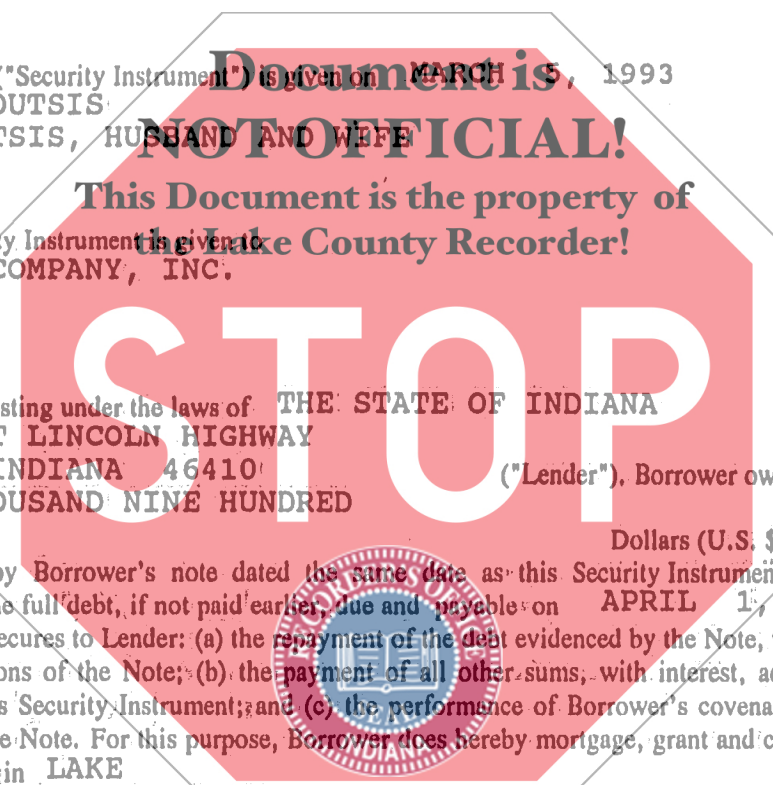 Document is
NOT OFFICIAL!
This Document is the property of
the Lake County Recorder!
STOP
("Security Instrument") is given on MARCH 5, 1993
OUTSIS
TSIS, HUSBAND AND WIFE
y Instrument is given to
COMPANY, INC.
sting under the laws of THE STATE OF INDIANA
T LINCOLN HIGHWAY
INDIANA 46410 ("Lender"). Borrower ow
OUSAND NINE HUNDRED
Dollars (U.S. $
by Borrower's note dated the same date as this Security Instrumen
e full debt, if not paid earlier, due and payable on APRIL 1,
ecures to Lender: (a) the repayment of the debt evidenced by the Note,
ons of the Note; (b) the payment of all other sums, with interest, a
s Security Instrument; and (c) the performance of Borrower's covena
e Note. For this purpose, Borrower does hereby mortgage, grant and c
in LAKE
INDIANA